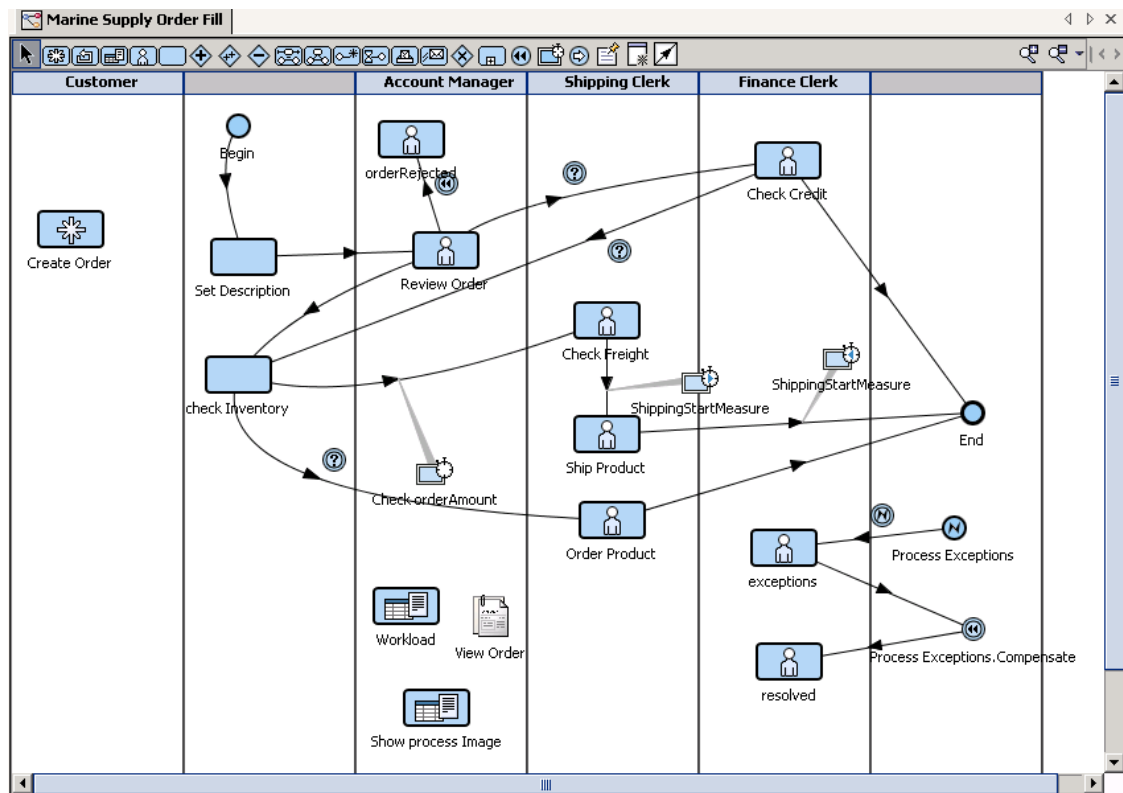 Marine Supply Order Fill
Customer
Account Manager
Shipping Clerk
Finance Clerk
Begin
orderRejected
Check Credit
Create Order
Set Description
Review Order
Check Freight
ShippingStartMeasure
check Inventory
ShippingStartMeasure
End
Ship Product
Check orderAmount
Order Product
Process Exceptions
exceptions
Workload
View Order
Process Exceptions.Compensate
resolved
Show process Image